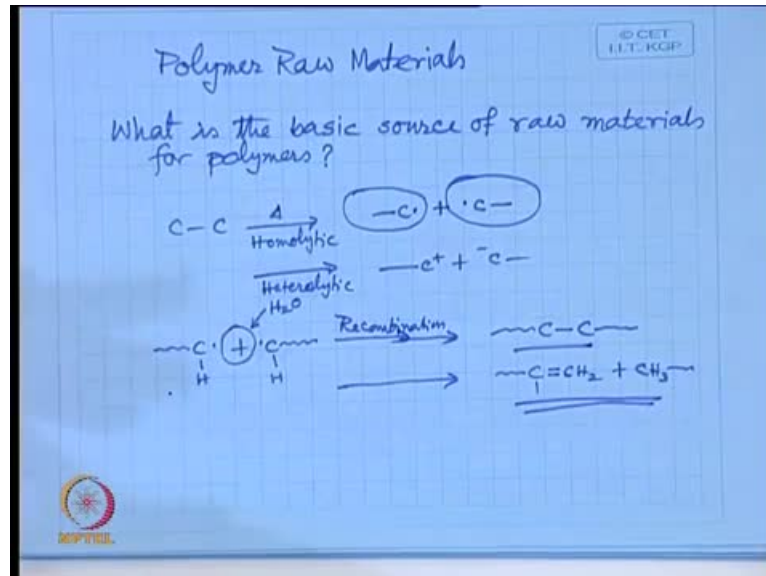 © CET
I.I.T. KGP
Polymer Raw Materials
What is the basic source of raw materials
for polymers?
C-C Δ Homolytic —C· + ·C—
Heterolytic —C⁺ + ⁻C—
H₂O
~~C· + ·C~~ Recombination ~~C-C~~
H H ~~C=CH₂ + CH₃~~
NPTEL